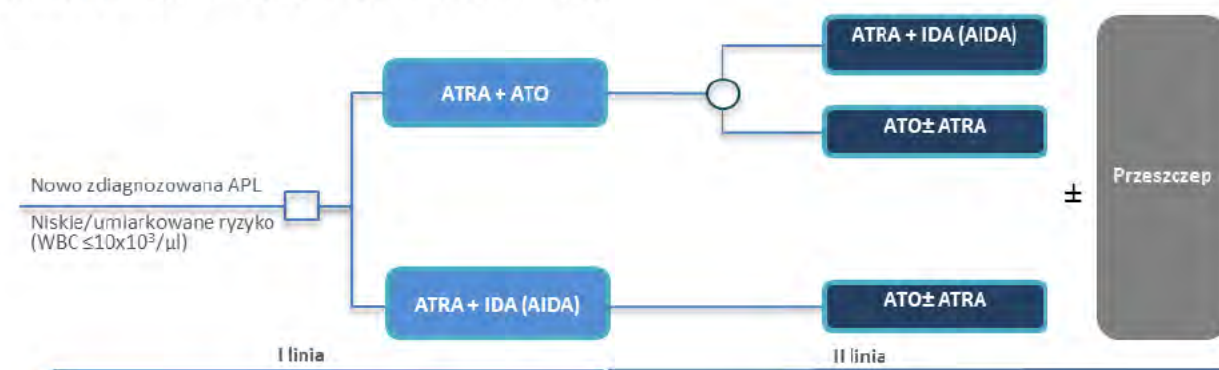 ATRA + IDA (AIDA)
ATRA + ATO
ATO± ATRA
Nowo zdiagnozowana APL
Niskie/umiarkowane ryzyko
(WBC ≤10x10³/µl)
±
Przeszczep
ATRA + IDA (AIDA)
ATO± ATRA
I linia
II linia